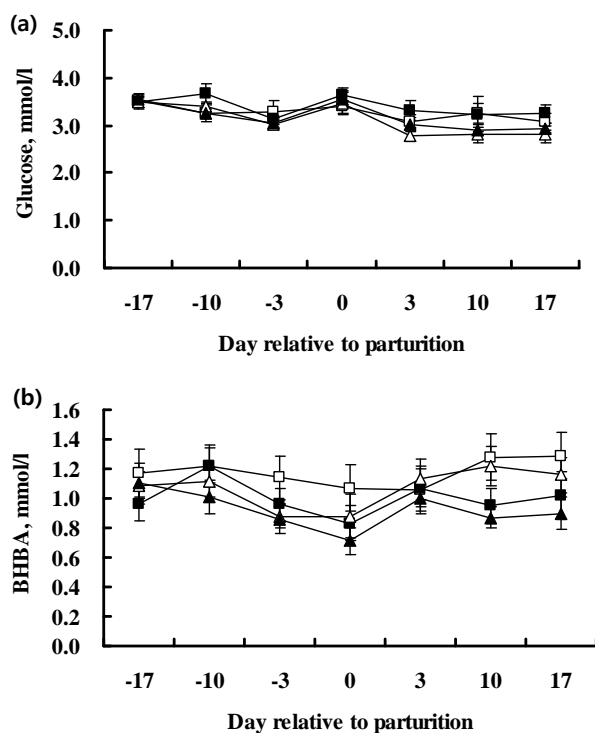 (a)
Glucose, mmol/l
5.0
4.0
3.0
2.0
1.0
0.0
-17 -10 -3 0 3 10 17
Day relative to parturition
(b)
BHBA, mmol/l
1.6
1.4
1.2
1.0
0.8
0.6
0.4
0.2
0.0
-17 -10 -3 0 3 10 17
Day relative to parturition